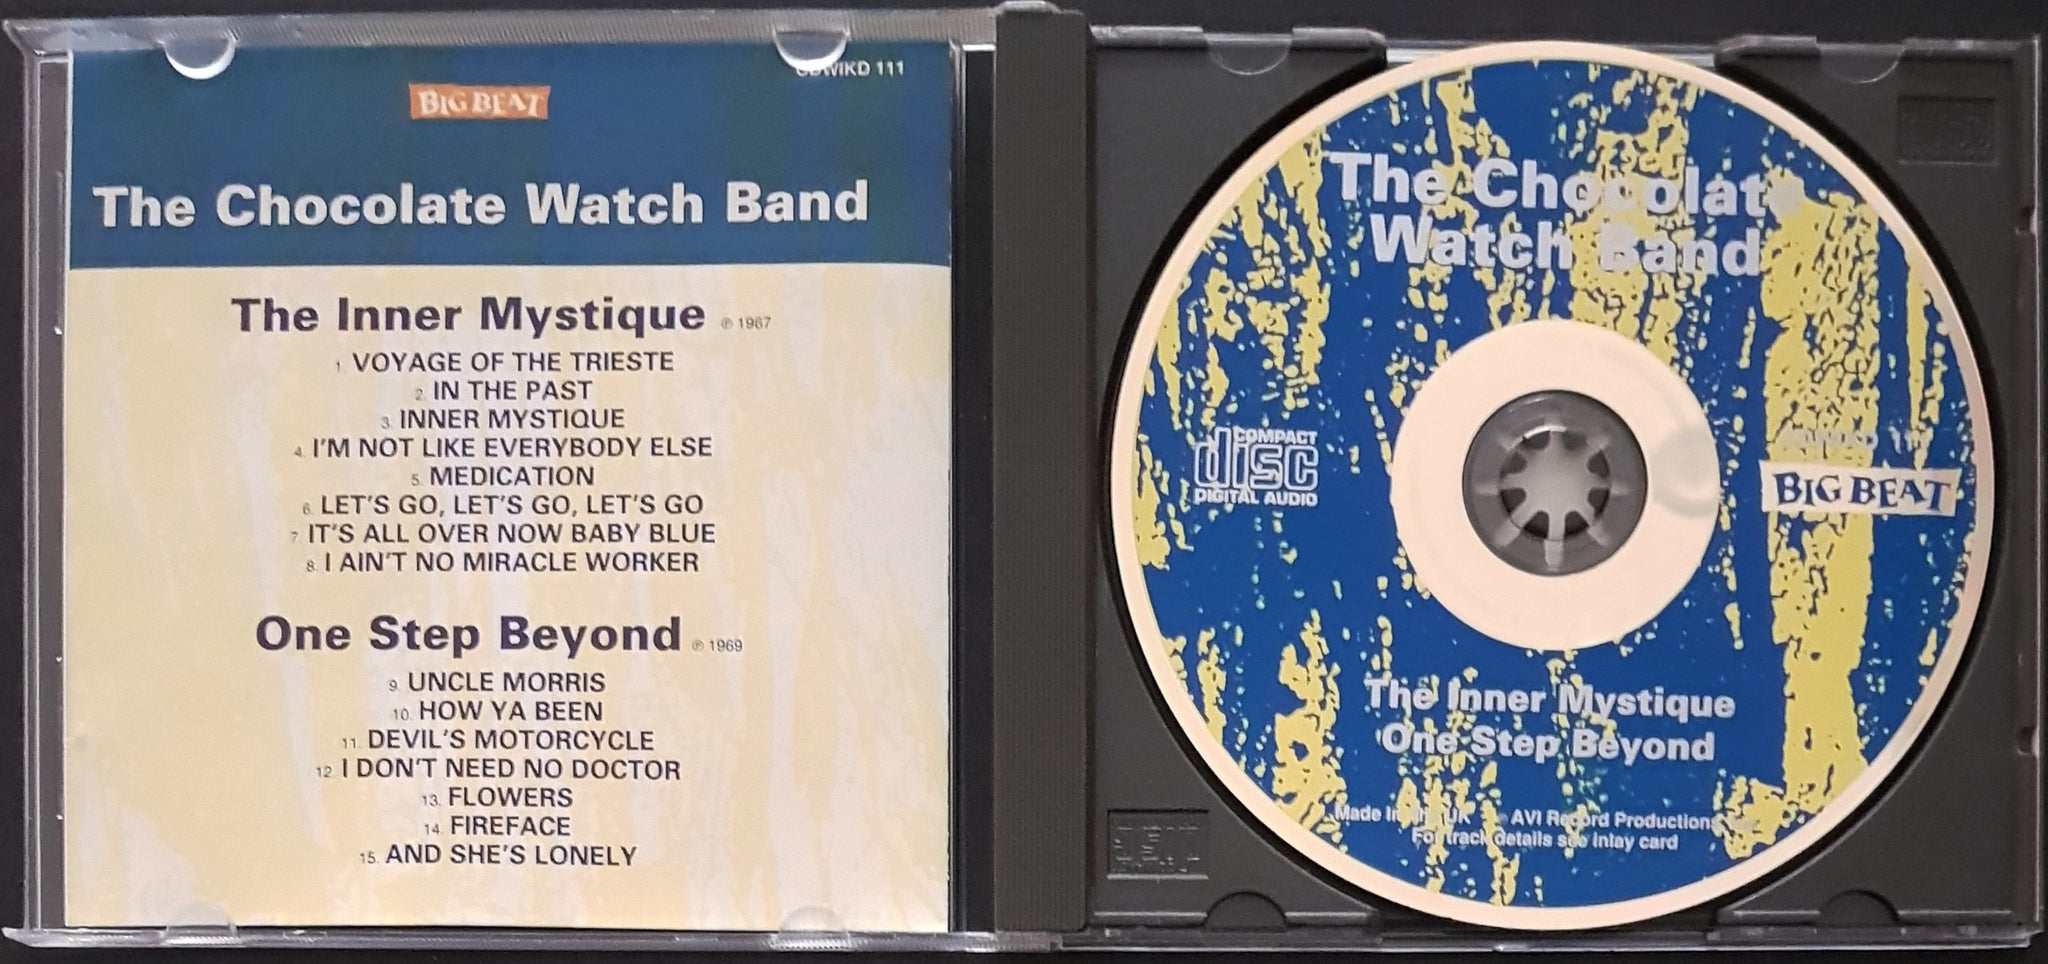 CDWIKD 111
BIG BEAT
The Chocolate Watch Band
The Inner Mystique ℗ 1967
1. VOYAGE OF THE TRIESTE
2. IN THE PAST
3. INNER MYSTIQUE
4. I'M NOT LIKE EVERYBODY ELSE
5. MEDICATION
6. LET'S GO, LET'S GO, LET'S GO
7. IT'S ALL OVER NOW BABY BLUE
8. I AIN'T NO MIRACLE WORKER
One Step Beyond ℗ 1969
9. UNCLE MORRIS
10. HOW YA BEEN
11. DEVIL'S MOTORCYCLE
12. I DON'T NEED NO DOCTOR
13. FLOWERS
14. FIREFACE
15. AND SHE'S LONELY
The Chocolate
Watch Band
COMPACT
disc
DIGITAL AUDIO
BIG BEAT
The Inner Mystique
One Step Beyond
Made in the UK ℗ AVI Record Productions
For track details see inlay card